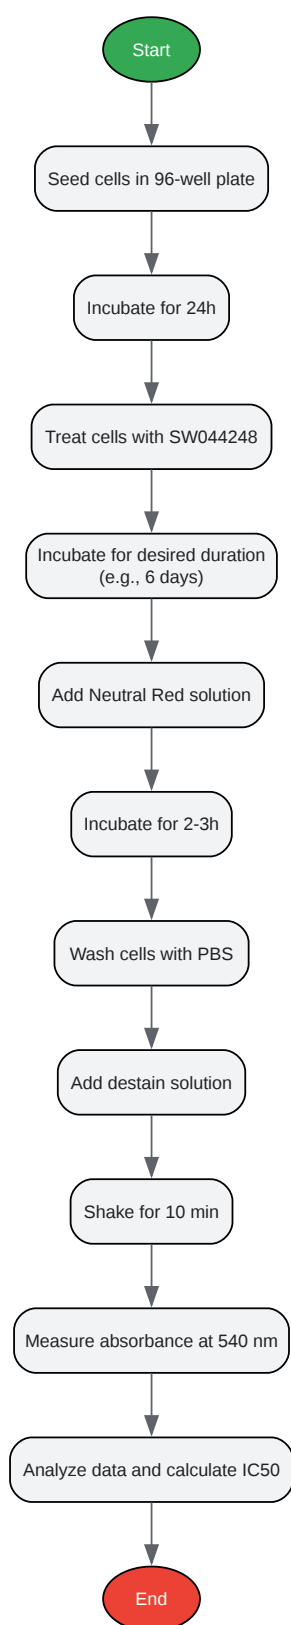 Start
Seed cells in 96-well plate
Incubate for 24h
Treat cells with SW044248
Incubate for desired duration
(e.g., 6 days)
Add Neutral Red solution
Incubate for 2-3h
Wash cells with PBS
Add destain solution
Shake for 10 min
Measure absorbance at 540 nm
Analyze data and calculate IC50
End